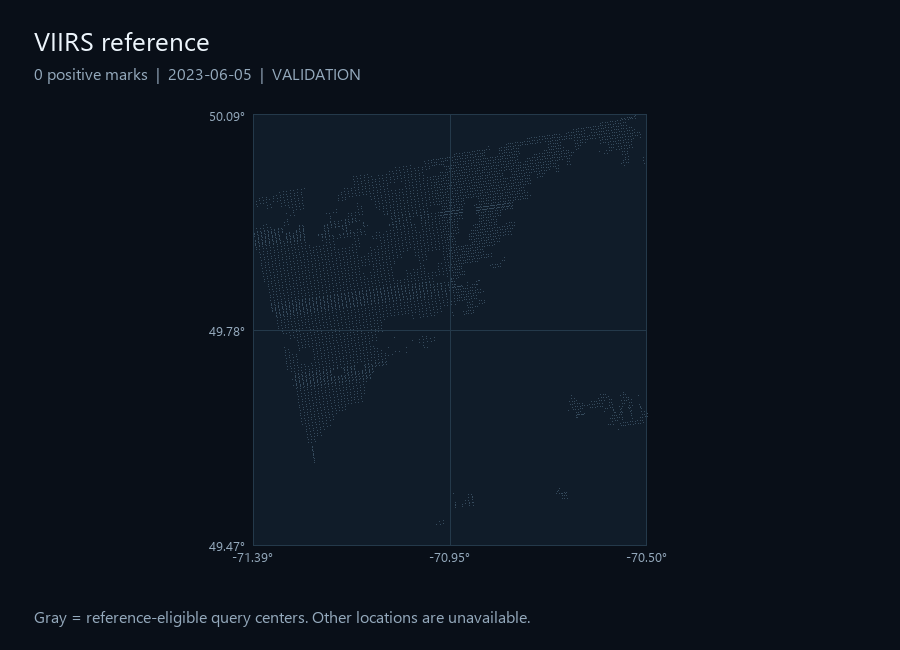 VIIRS reference
0 positive marks | 2023-06-05 | VALIDATION
50.09°
49.78°
49.47°
-71.39°
-70.95°
-70.50°
Gray = reference-eligible query centers. Other locations are unavailable.